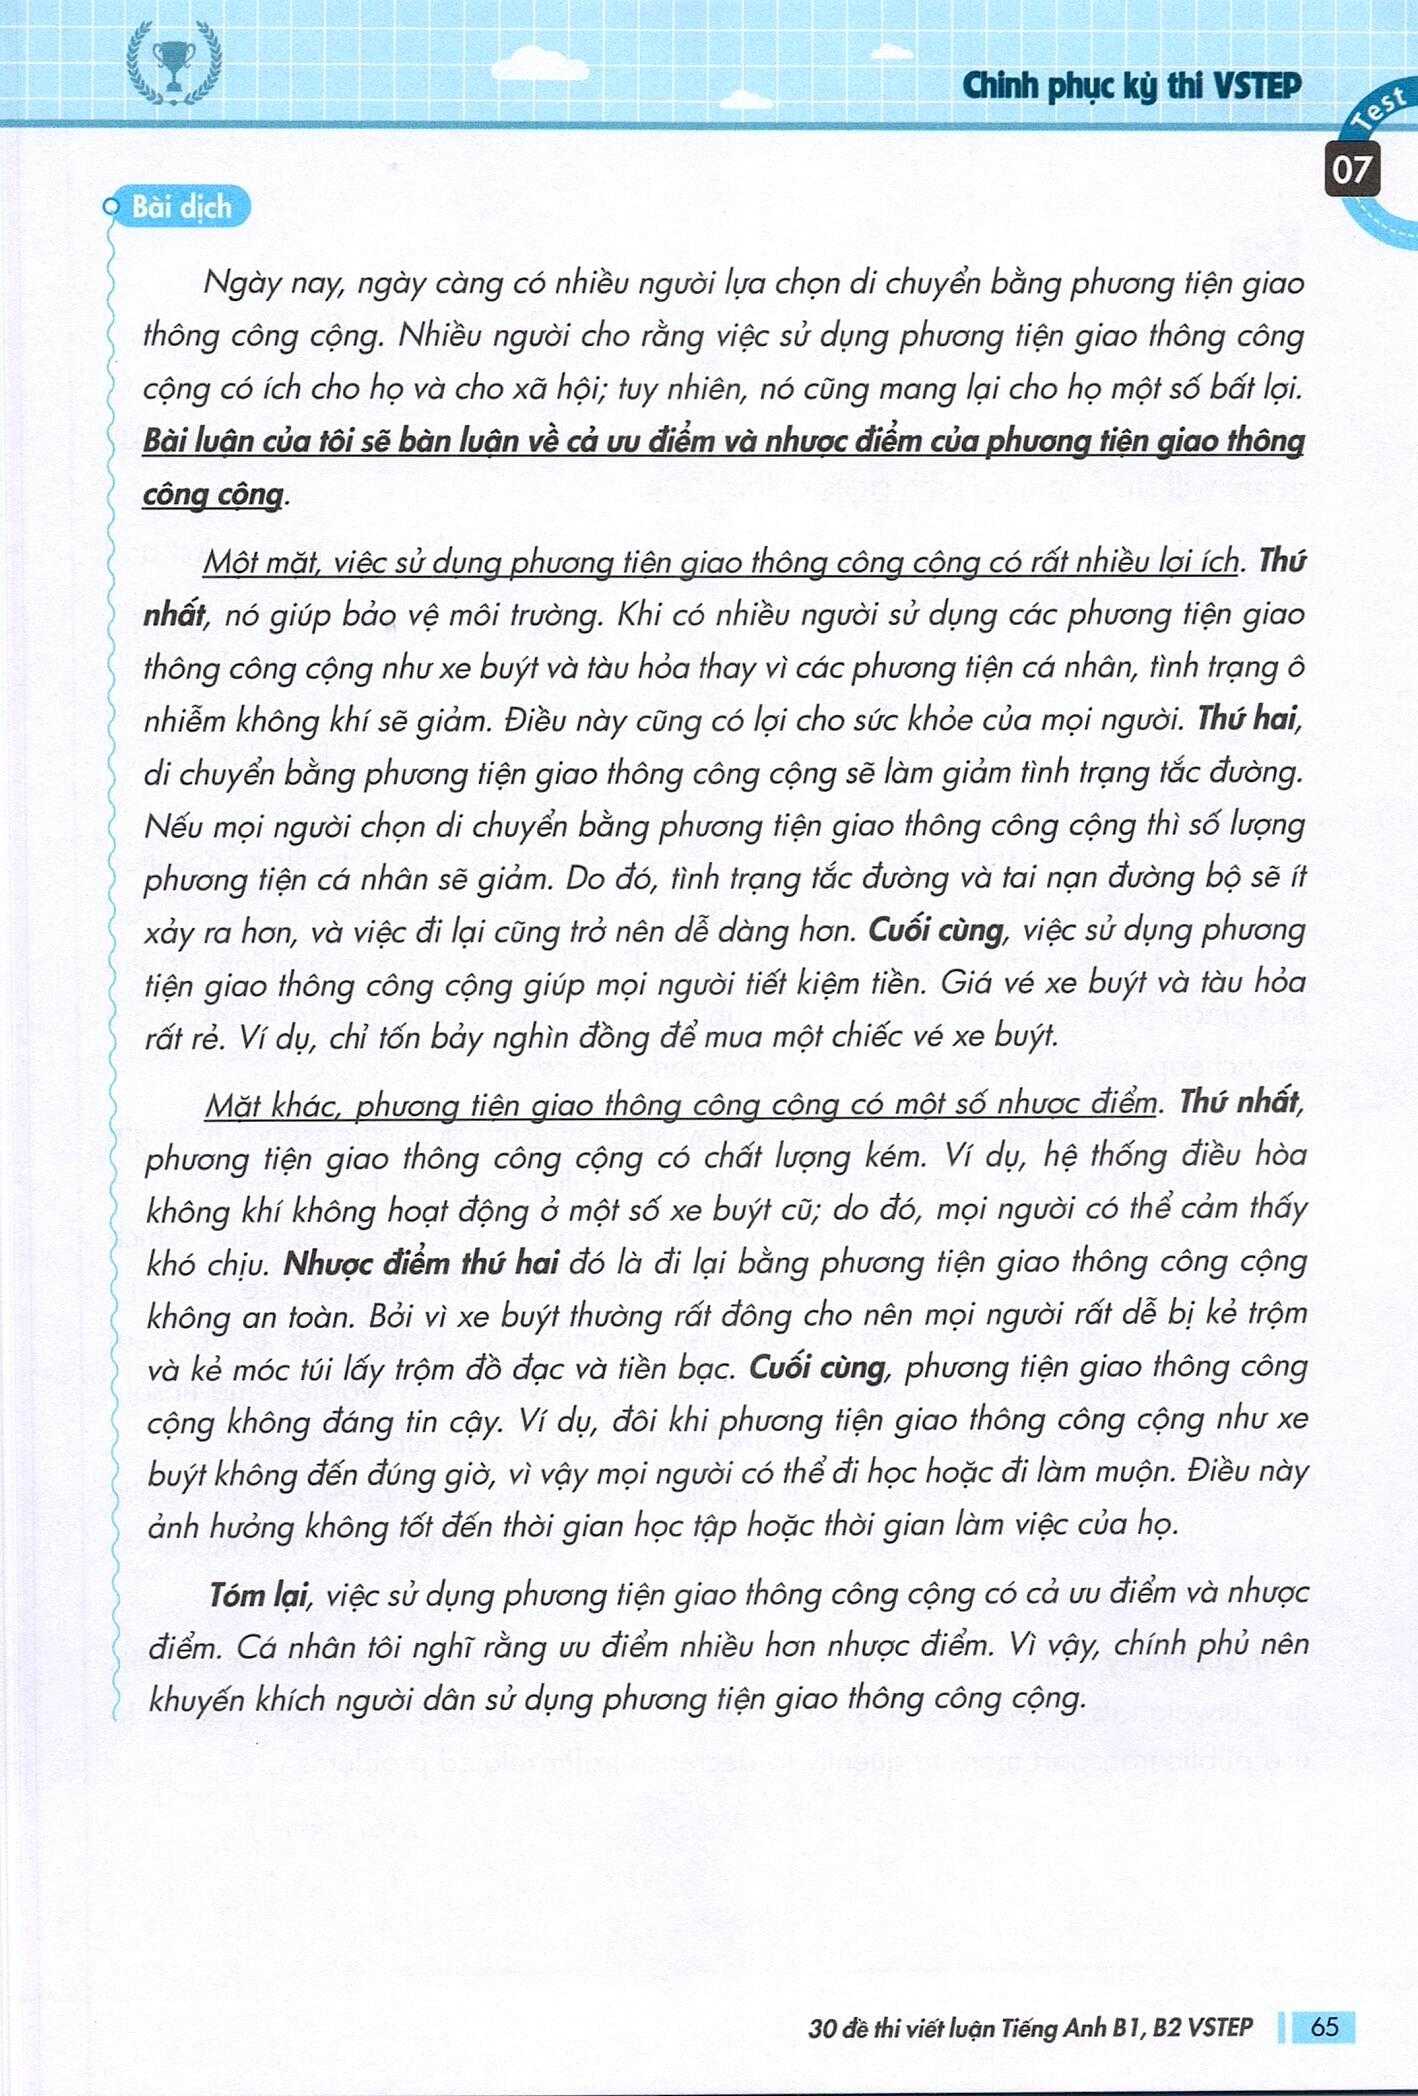 Chinh phục kỳ thi VSTEP
Test
07
Bài dịch
Ngày nay, ngày càng có nhiều người lựa chọn di chuyển bằng phương tiện giao
thông công cộng. Nhiều người cho rằng việc sử dụng phương tiện giao thông công
cộng có ích cho họ và cho xã hội; tuy nhiên, nó cũng mang lại cho họ một số bất lợi.
Bài luận của tôi sẽ bàn luận về cả ưu điểm và nhược điểm của phương tiện giao thông
công cộng.
Một mặt, việc sử dụng phương tiện giao thông công cộng có rất nhiều lợi ích. Thứ
nhất, nó giúp bảo vệ môi trường. Khi có nhiều người sử dụng các phương tiện giao
thông công cộng như xe buýt và tàu hỏa thay vì các phương tiện cá nhân, tình trạng ô
nhiễm không khí sẽ giảm. Điều này cũng có lợi cho sức khỏe của mọi người. Thứ hai,
di chuyển bằng phương tiện giao thông công cộng sẽ làm giảm tình trạng tắc đường.
Nếu mọi người chọn di chuyển bằng phương tiện giao thông công cộng thì số lượng
phương tiện cá nhân sẽ giảm. Do đó, tình trạng tắc đường và tai nạn đường bộ sẽ ít
xảy ra hơn, và việc đi lại cũng trở nên dễ dàng hơn. Cuối cùng, việc sử dụng phương
tiện giao thông công cộng giúp mọi người tiết kiệm tiền. Giá vé xe buýt và tàu hỏa
rất rẻ. Ví dụ, chỉ tốn bảy nghìn đồng để mua một chiếc vé xe buýt.
Mặt khác, phương tiện giao thông công cộng có một số nhược điểm. Thứ nhất,
phương tiện giao thông công cộng có chất lượng kém. Ví dụ, hệ thống điều hòa
không khí không hoạt động ở một số xe buýt cũ; do đó, mọi người có thể cảm thấy
khó chịu. Nhược điểm thứ hai đó là đi lại bằng phương tiện giao thông công cộng
không an toàn. Bởi vì xe buýt thường rất đông cho nên mọi người rất dễ bị kẻ trộm
và kẻ móc túi lấy trộm đồ đạc và tiền bạc. Cuối cùng, phương tiện giao thông công
cộng không đáng tin cậy. Ví dụ, đôi khi phương tiện giao thông công cộng như xe
buýt không đến đúng giờ, vì vậy mọi người có thể đi học hoặc đi làm muộn. Điều này
ảnh hưởng không tốt đến thời gian học tập hoặc thời gian làm việc của họ.
Tóm lại, việc sử dụng phương tiện giao thông công cộng có cả ưu điểm và nhược
điểm. Cá nhân tôi nghĩ rằng ưu điểm nhiều hơn nhược điểm. Vì vậy, chính phủ nên
khuyến khích người dân sử dụng phương tiện giao thông công cộng.
30 đề thi viết luận Tiếng Anh B1, B2 VSTEP
65